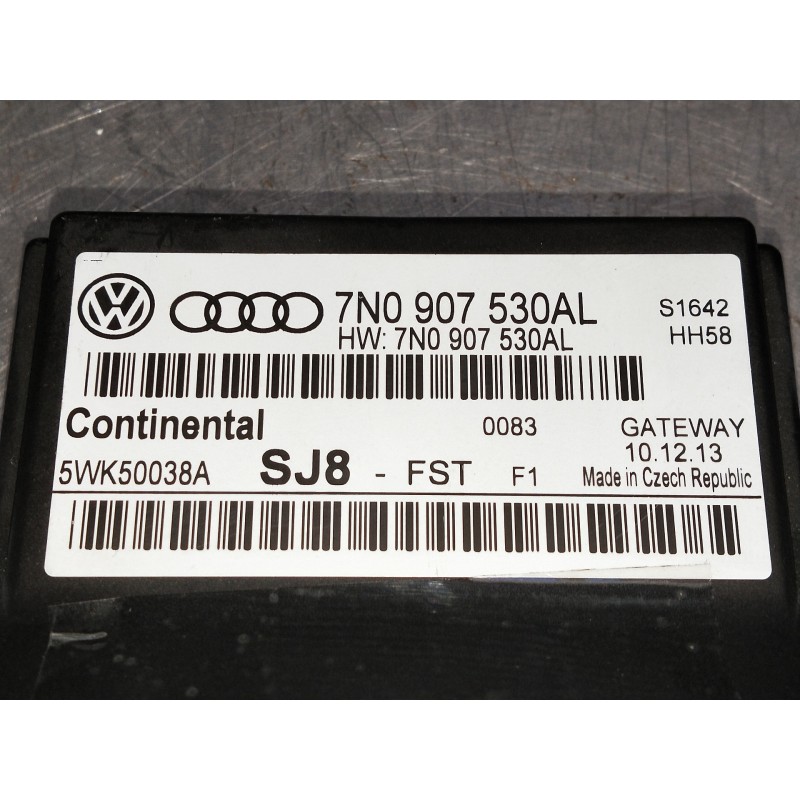 7N0 907 530AL S1642
HW: 7N0 907 530AL HH58
Continental 0083 GATEWAY
10.12.13
5WK50038A SJ8 - FST F1 Made in Czech Republic